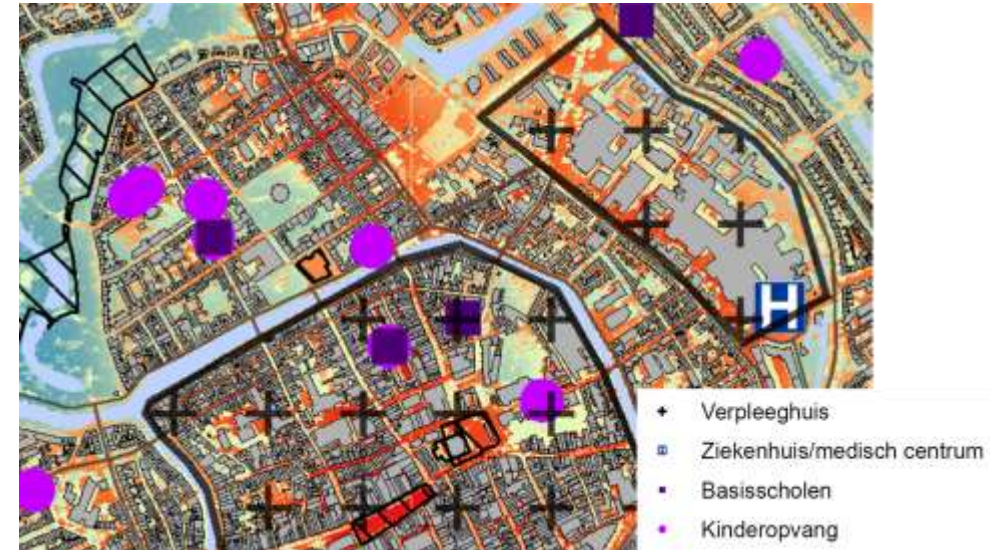 H
Verpleeghuis
Ziekenhuis/medisch centrum
Basisscholen
Kinderopvang